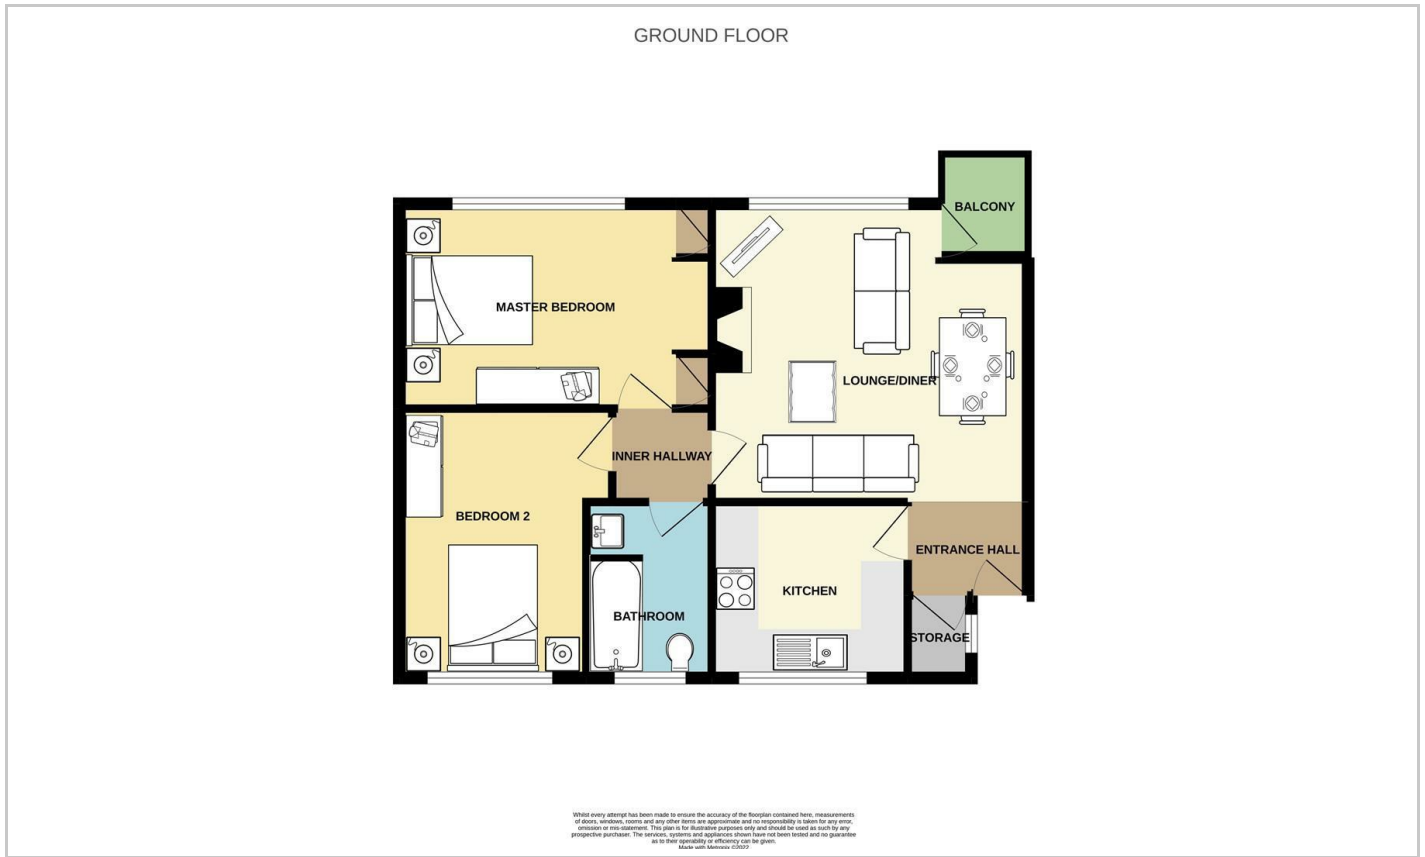 GROUND FLOOR
BALCONY
MASTER BEDROOM
LOUNGE/DINER
INNER HALLWAY
BEDROOM 2
ENTRANCE HALL
KITCHEN
BATHROOM
STORAGE
Whilst every attempt has been made to ensure the accuracy of the floorplan contained here, measurements
of doors, windows, rooms and any other items are approximate and no responsibility is taken for any error,
omission or mis-statement. This plan is for illustrative purposes only and should be used as such by any
prospective purchaser. The services, systems and appliances shown have not been tested and no guarantee
as to their operability or efficiency can be given.
Made with Metropix ©2022